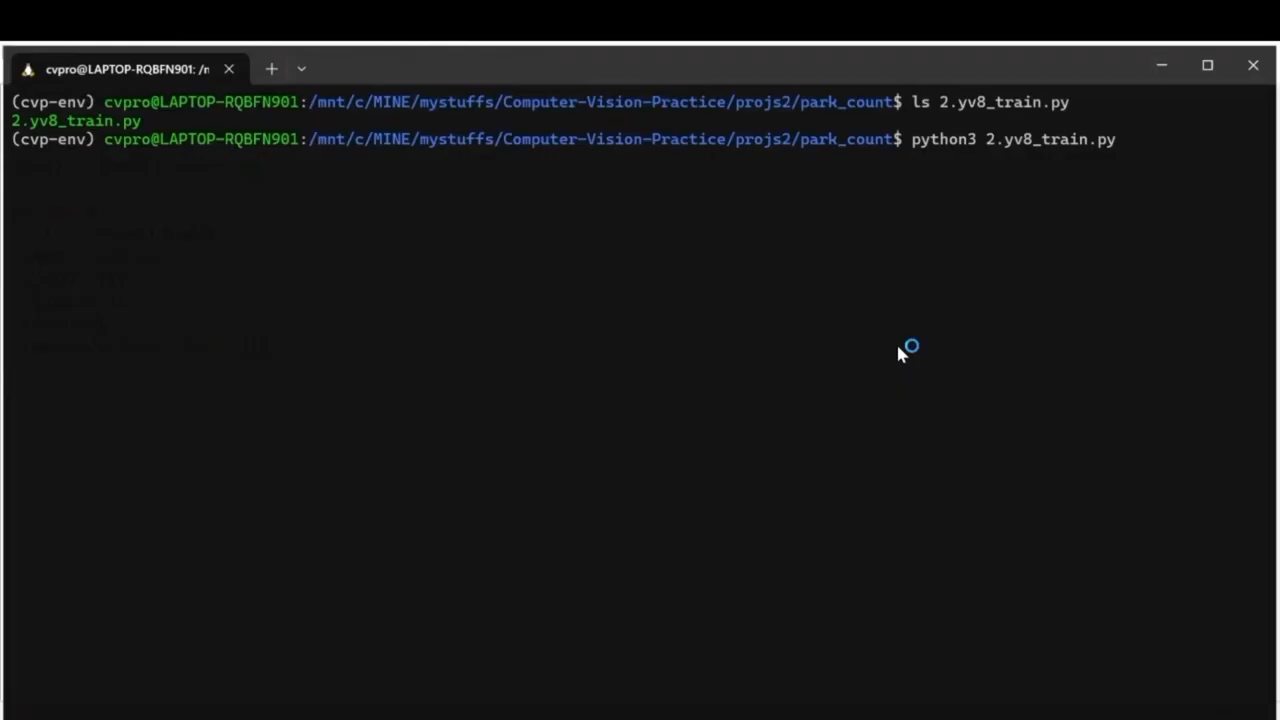 cvpro@LAPTOP-RQBFN901: /n
(cvp-env) cvpro@LAPTOP-RQBFN901:/mnt/c/MINE/mystuffs/Computer-Vision-Practice/projs2/park_count$ ls 2.yv8_train.py
2.yv8_train.py
(cvp-env) cvpro@LAPTOP-RQBFN901:/mnt/c/MINE/mystuffs/Computer-Vision-Practice/projs2/park_count$ python3 2.yv8_train.py